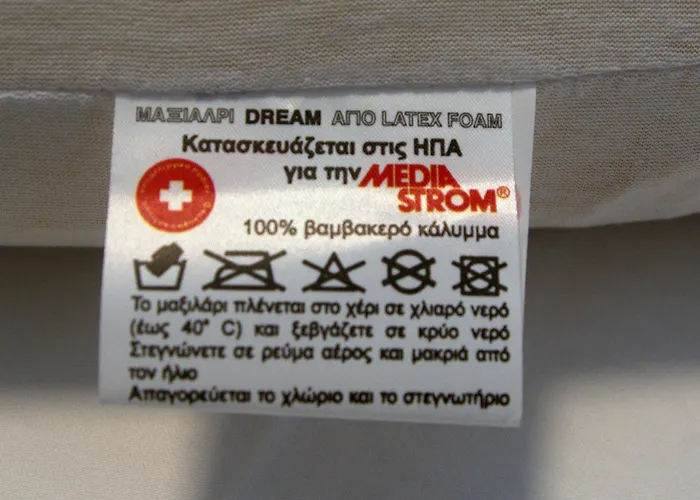 ΜΑΞΙΛΑΡΙ DREAM ΑΠΟ LATEX FOAM
Κατασκευάζεται στις ΗΠΑ
για την MEDIA
STROM®
100% βαμβακερό κάλυμμα
Το μαξιλάρι πλένεται στο χέρι σε χλιαρό νερό
(έως 40° C) και ξεβγάζετε σε κρύο νερό
Στεγνώνετε σε ρεύμα αέρος και μακριά από
τον ήλιο
Απαγορεύεται το χλώριο και το στεγνωτήριο